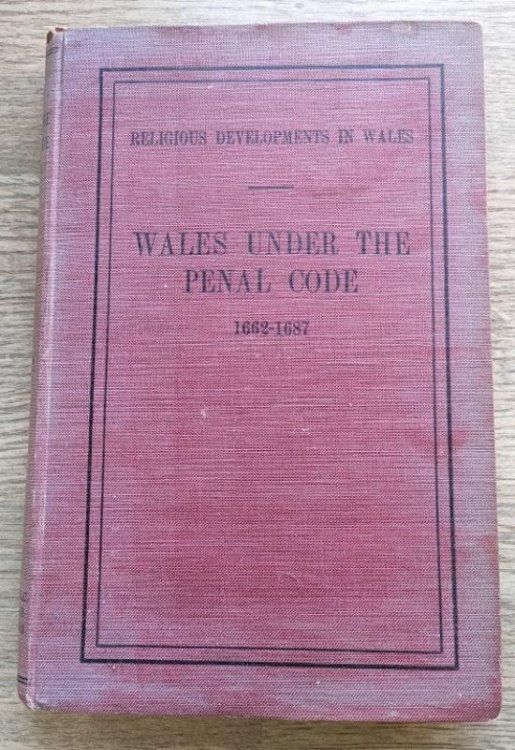 RELIGIOUS DEVELOPMENTS IN WALES
WALES UNDER THE
PENAL CODE
1662-1687